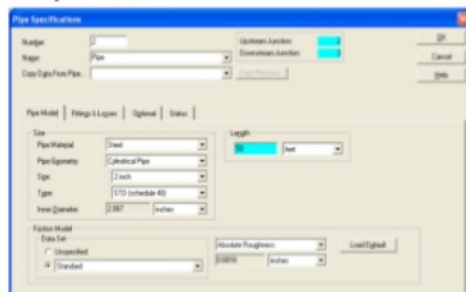 Pipe Specifications
Number: 2
Name: Pipe
Copy Data From Pipe...
Upstream Junction:
Downstream Junction:
Copy Previous
OK
Cancel
Help
Pipe Model Fittings & Losses Optional Status
Size
Pipe Material: Steel
Pipe Geometry: Cylindrical Pipe
Size: 2 inch
Type: STD (schedule 40)
Inner Diameter: 2.067 inches
Length
50 feet
Friction Model
Data Set
Unspecified
Standard
Absolute Roughness
0.0018 inches
Load Default